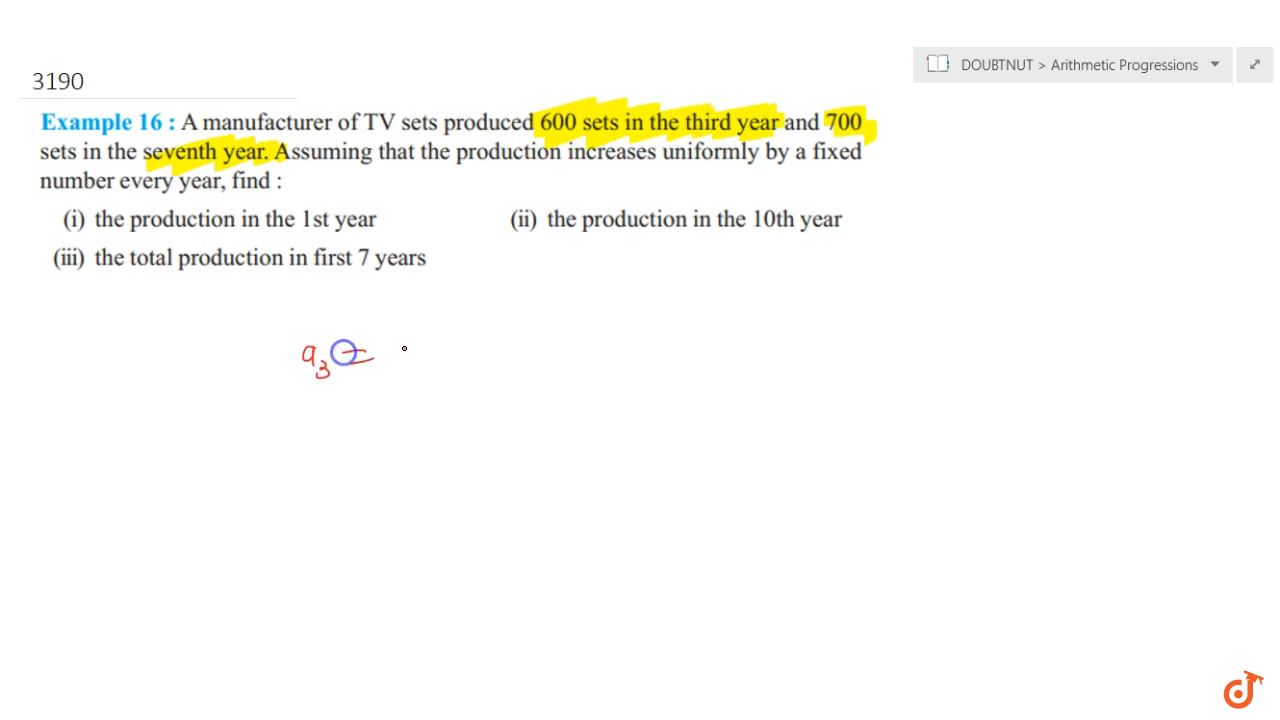 DOUBTNUT > Arithmetic Progressions
3190
Example 16 : A manufacturer of TV sets produced 600 sets in the third year and 700
sets in the seventh year. Assuming that the production increases uniformly by a fixed
number every year, find :
(i) the production in the 1st year (ii) the production in the 10th year
(iii) the total production in first 7 years
a₃ =